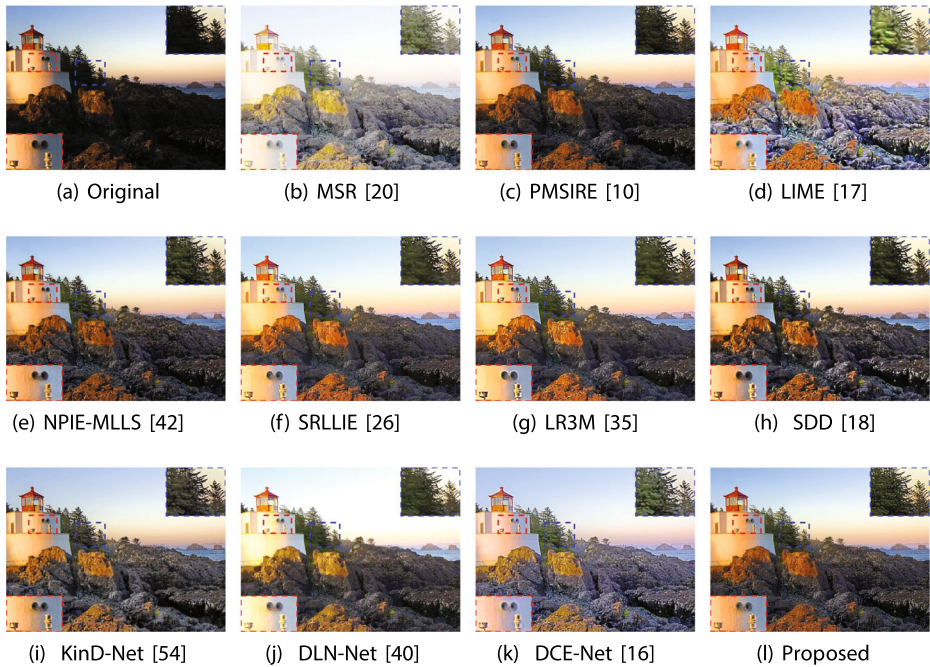 (a) Original
(b) MSR [20]
(c) PMSIRE [10]
(d) LIME [17]
(e) NPIE-MLLS [42]
(f) SRLLIE [26]
(g) LR3M [35]
(h) SDD [18]
(i) KinD-Net [54]
(j) DLN-Net [40]
(k) DCE-Net [16]
(l) Proposed